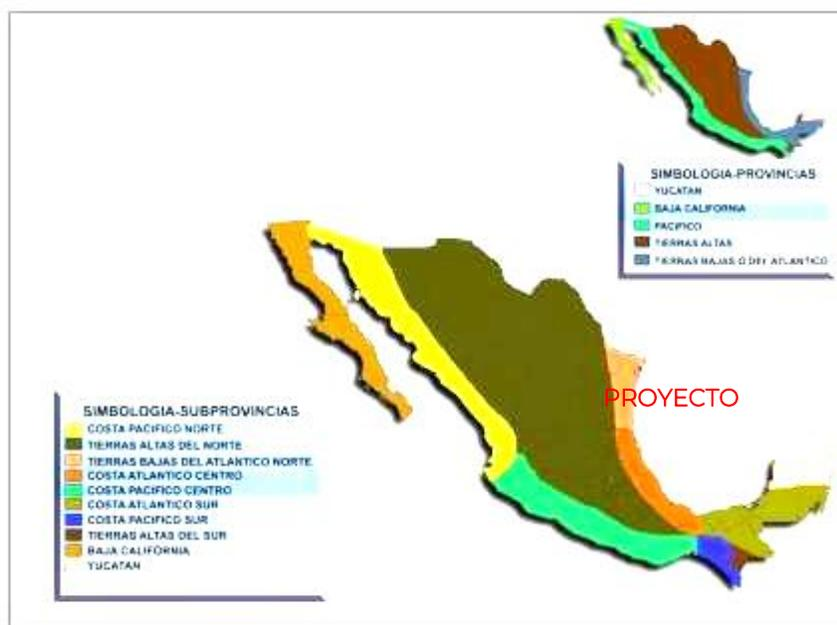 SIMBOLOGIA-PROVINCIAS
YUCATAN
BAJA CALIFORNIA
PACIFICO
TIERRAS ALTAS
TIERRAS BAJAS O DEL ATLANTICO
PROYECTO
SIMBOLOGIA-SUBPROVINCIAS
COSTA PACIFICO NORTE
TIERRAS ALTAS DEL NORTE
TIERRAS BAJAS DEL ATLANTICO NORTE
COSTA ATLANTICO CENTRO
COSTA PACIFICO CENTRO
COSTA ATLANTICO SUR
COSTA PACIFICO SUR
TIERRAS ALTAS DEL SUR
BAJA CALIFORNIA
YUCATAN